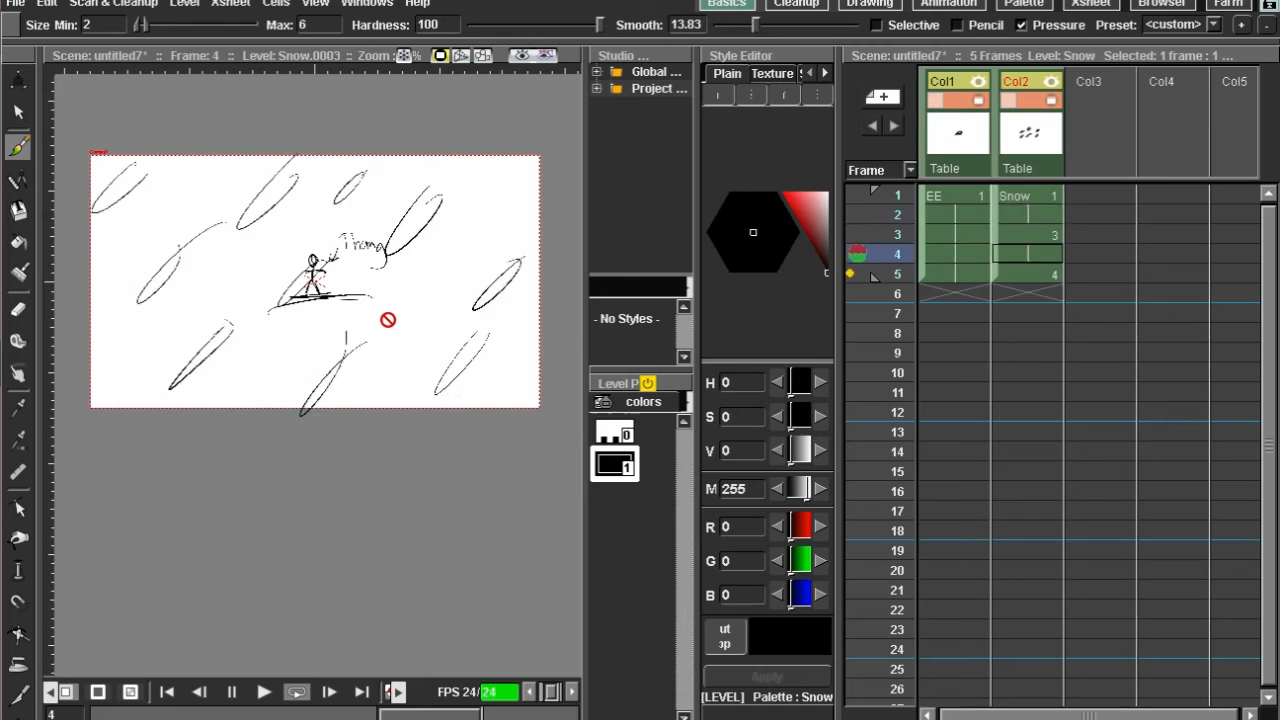 File Edit Scan & Cleanup Level Xsheet Cells View Windows Help Basics Cleanup Drawing Animation Palette Xsheet Browser Farm
Size Min: 2 Max: 6 Hardness: 100 Smooth: 13.83 Selective Pencil Pressure Preset: <custom> + -
Scene: untitled7* :: Frame: 4 :: Level: Snow.0003 :: Zoom : %
Studio ...
Style Editor
Scene: untitled7* :: 5 Frames Level: Snow Selected: 1 frame : 1 ...
Global ...
Project ...
Plain Texture
Col1 Col2 Col3 Col4 Col5
Table Table
Frame
1 EE 1 Snow 1
2
3 3
4
5 4
6
7
8
9
10
11
12
13
14
15
16
17
18
19
20
21
22
23
24
25
26
- No Styles -
Level P
colors
0
1
H 0
S 0
V 0
M 255
R 0
G 0
B 0
ut
op
Apply
[LEVEL] Palette : Snow
FPS 24/24
4